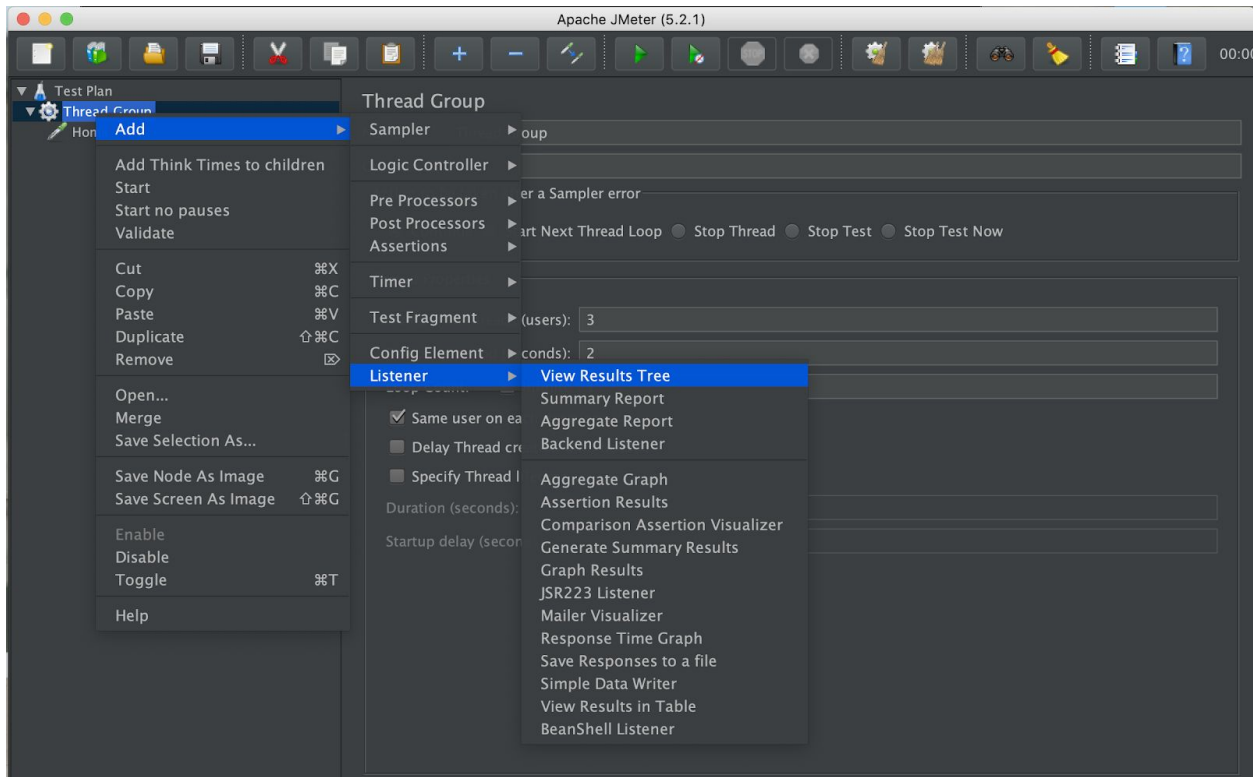 Apache JMeter (5.2.1)
00:00
Test Plan
Thread Group
Hon
Thread Group
oup
er a Sampler error
art Next Thread Loop Stop Thread Stop Test Stop Test Now
(users): 3
conds): 2
Same user on ea
Delay Thread cre
Specify Thread l
Duration (seconds):
Startup delay (secon
Add
Add Think Times to children
Start
Start no pauses
Validate
Cut ⌘X
Copy ⌘C
Paste ⌘V
Duplicate ⇧⌘C
Remove ⌦
Open...
Merge
Save Selection As...
Save Node As Image ⌘G
Save Screen As Image ⇧⌘G
Enable
Disable
Toggle ⌘T
Help
Sampler
Logic Controller
Pre Processors
Post Processors
Assertions
Timer
Test Fragment
Config Element
Listener
View Results Tree
Summary Report
Aggregate Report
Backend Listener
Aggregate Graph
Assertion Results
Comparison Assertion Visualizer
Generate Summary Results
Graph Results
JSR223 Listener
Mailer Visualizer
Response Time Graph
Save Responses to a file
Simple Data Writer
View Results in Table
BeanShell Listener